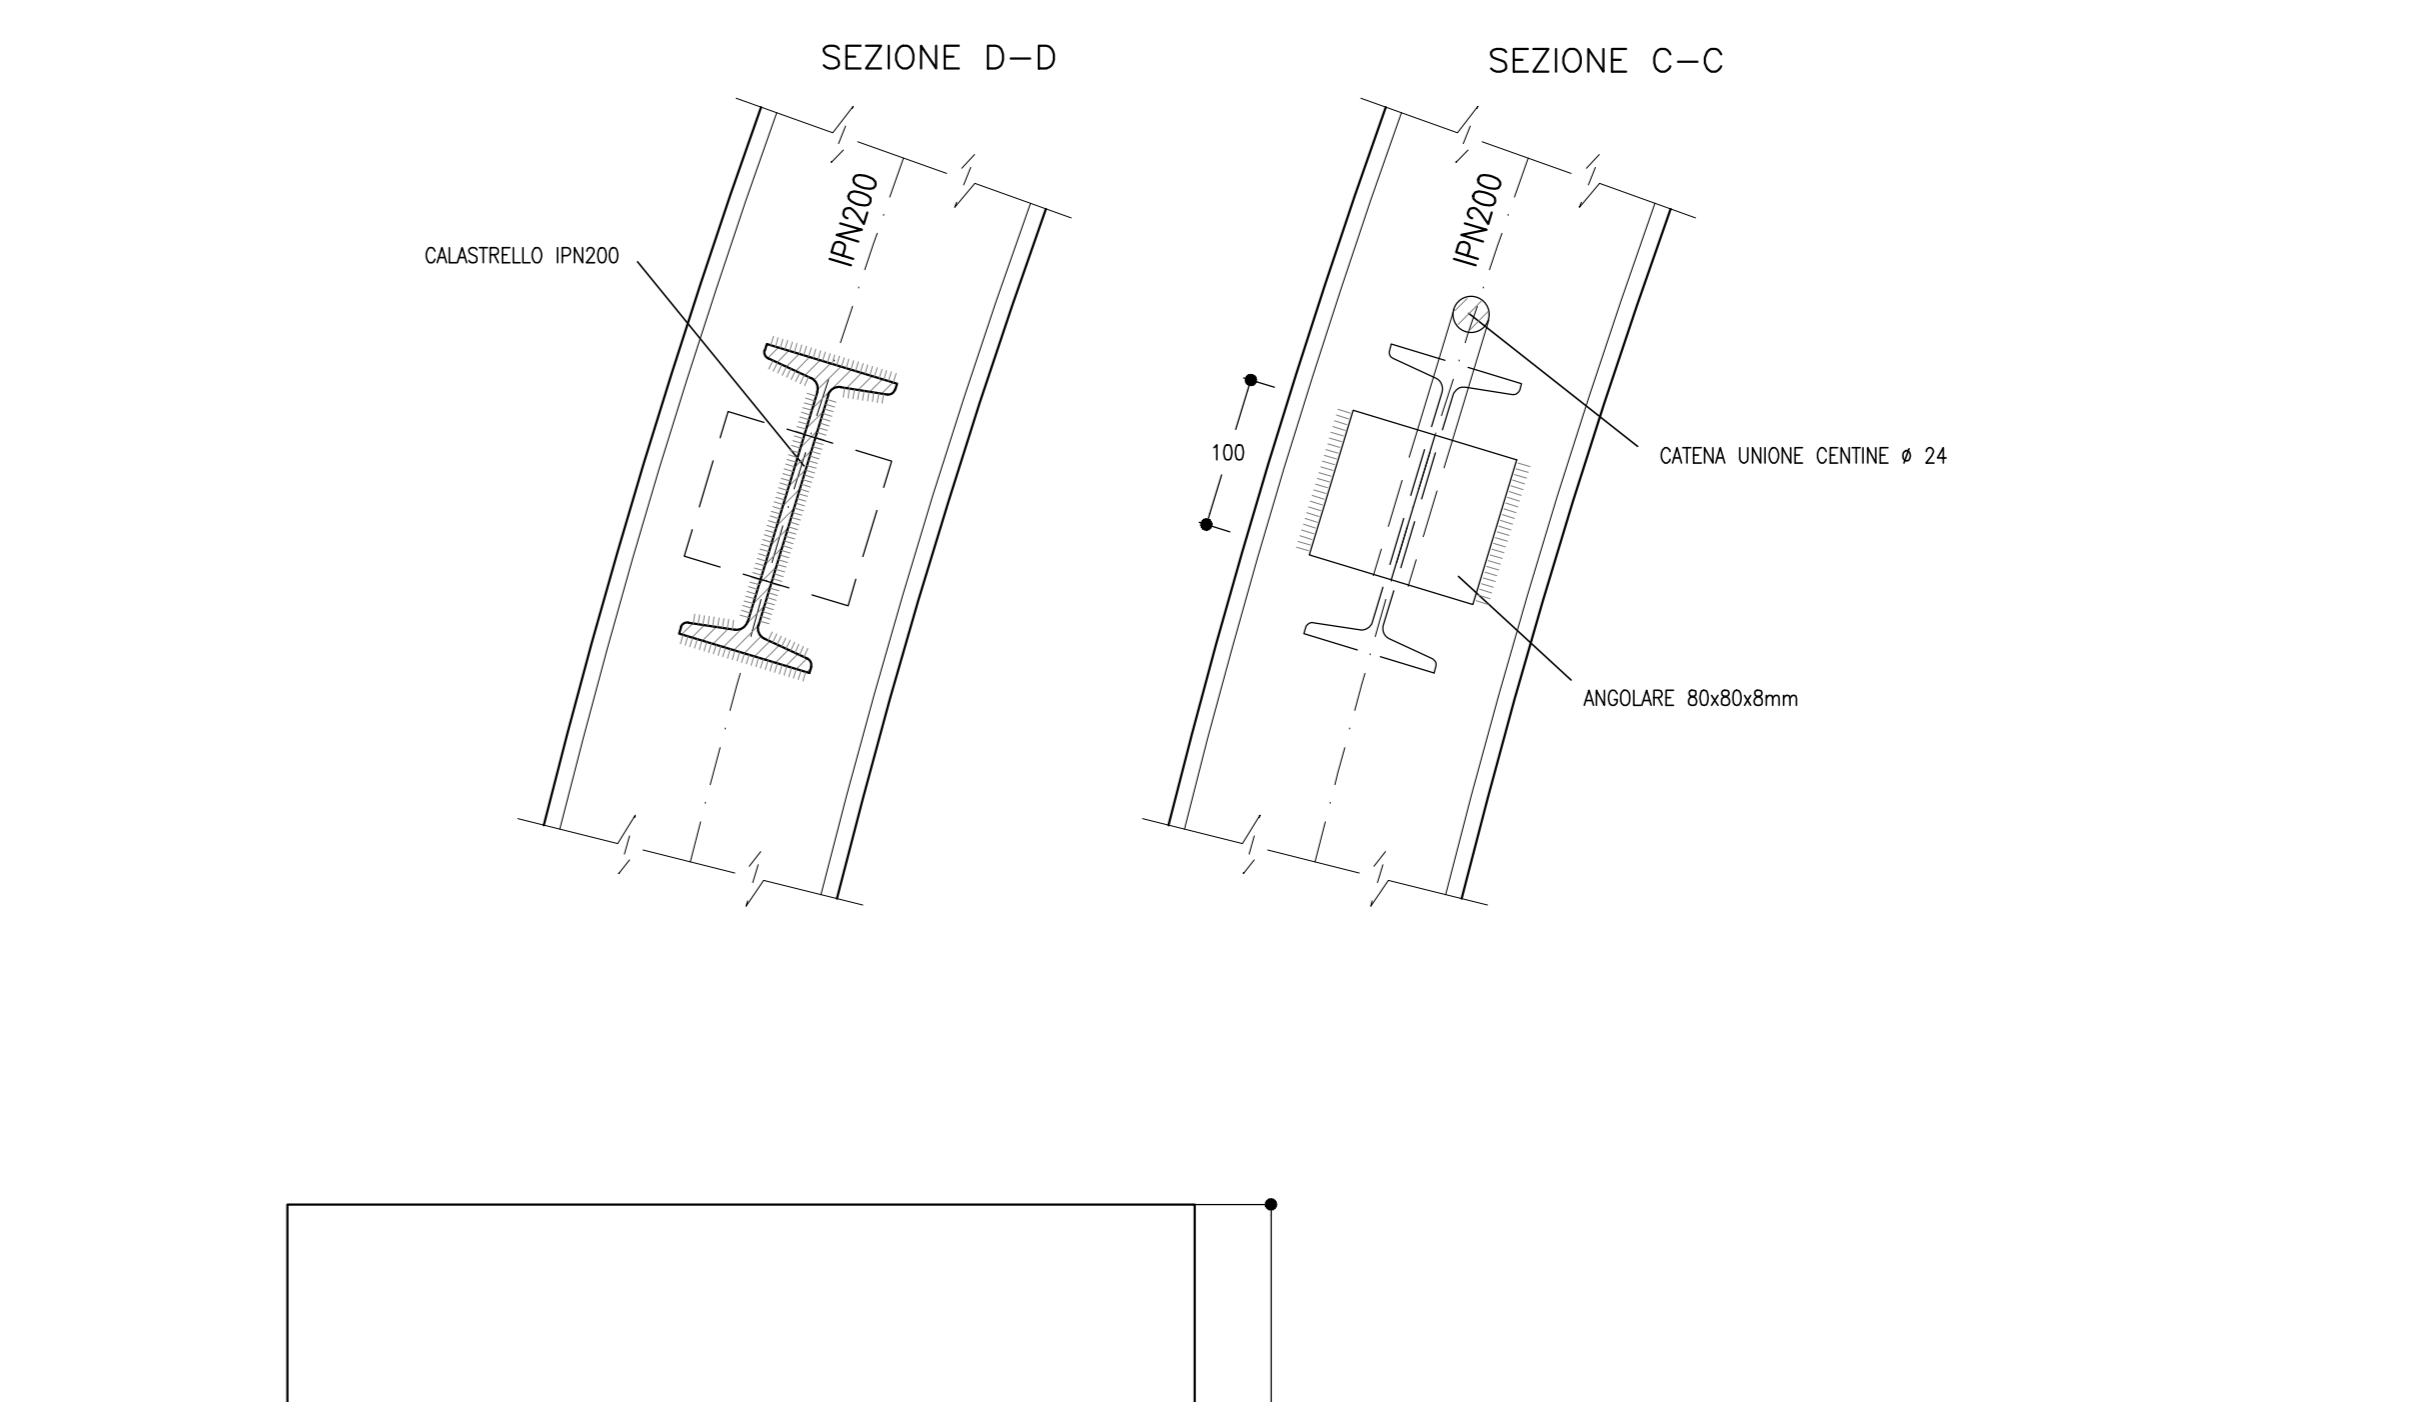 SEZIONE D-D
SEZIONE C-C
IPN200
IPN200
CALASTRELLO IPN200
100
CATENA UNIONE CENTINE ø 24
ANGOLARE 80x80x8mm